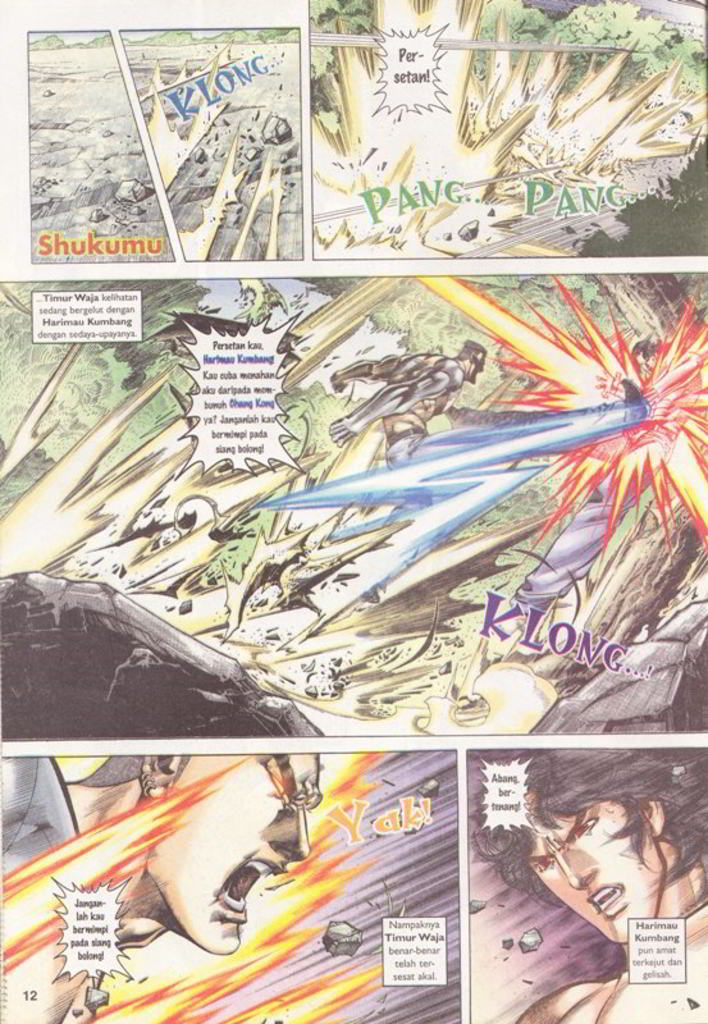 KLONG..
Shukumu
Per-
setan!
PANG.. PANG...
...Timur Waja kelihatan
sedang bergelut dengan
Harimau Kumbang
dengan sedaya-upayanya.
Persetan kau,
Harimau Kumbang!
Kau cuba menahan
aku daripada mem-
bunuh Chang Kong
ya? Janganlah kau
bermimpi pada
siang bolong!
KLONG...!
Yak!
Jangan-
lah kau
bermimpi
pada siang
bolong!
Nampaknya
Timur Waja
benar-benar
telah ter-
sesat akal.
Abang,
ber-
tenang!
Harimau
Kumbang
pun amat
terkejut dan
gelisah.
12